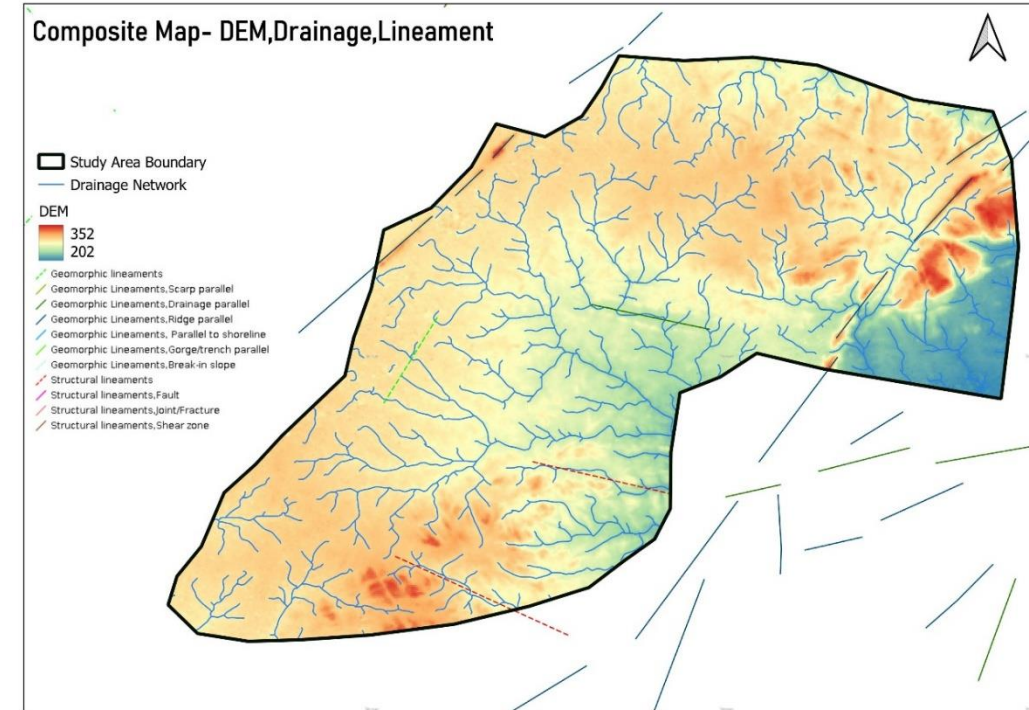 Composite Map- DEM,Drainage,Lineament
Study Area Boundary
Drainage Network
DEM
352
202
Geomorphic lineaments
Geomorphic Lineaments,Scarp parallel
Geomorphic Lineaments,Drainage parallel
Geomorphic Lineaments,Ridge parallel
Geomorphic Lineaments, Parallel to shoreline
Geomorphic Lineaments,Gorge/trench parallel
Geomorphic Lineaments,Break-in slope
Structural lineaments
Structural lineaments,Fault
Structural lineaments,Joint/Fracture
Structural lineaments,Shear zone